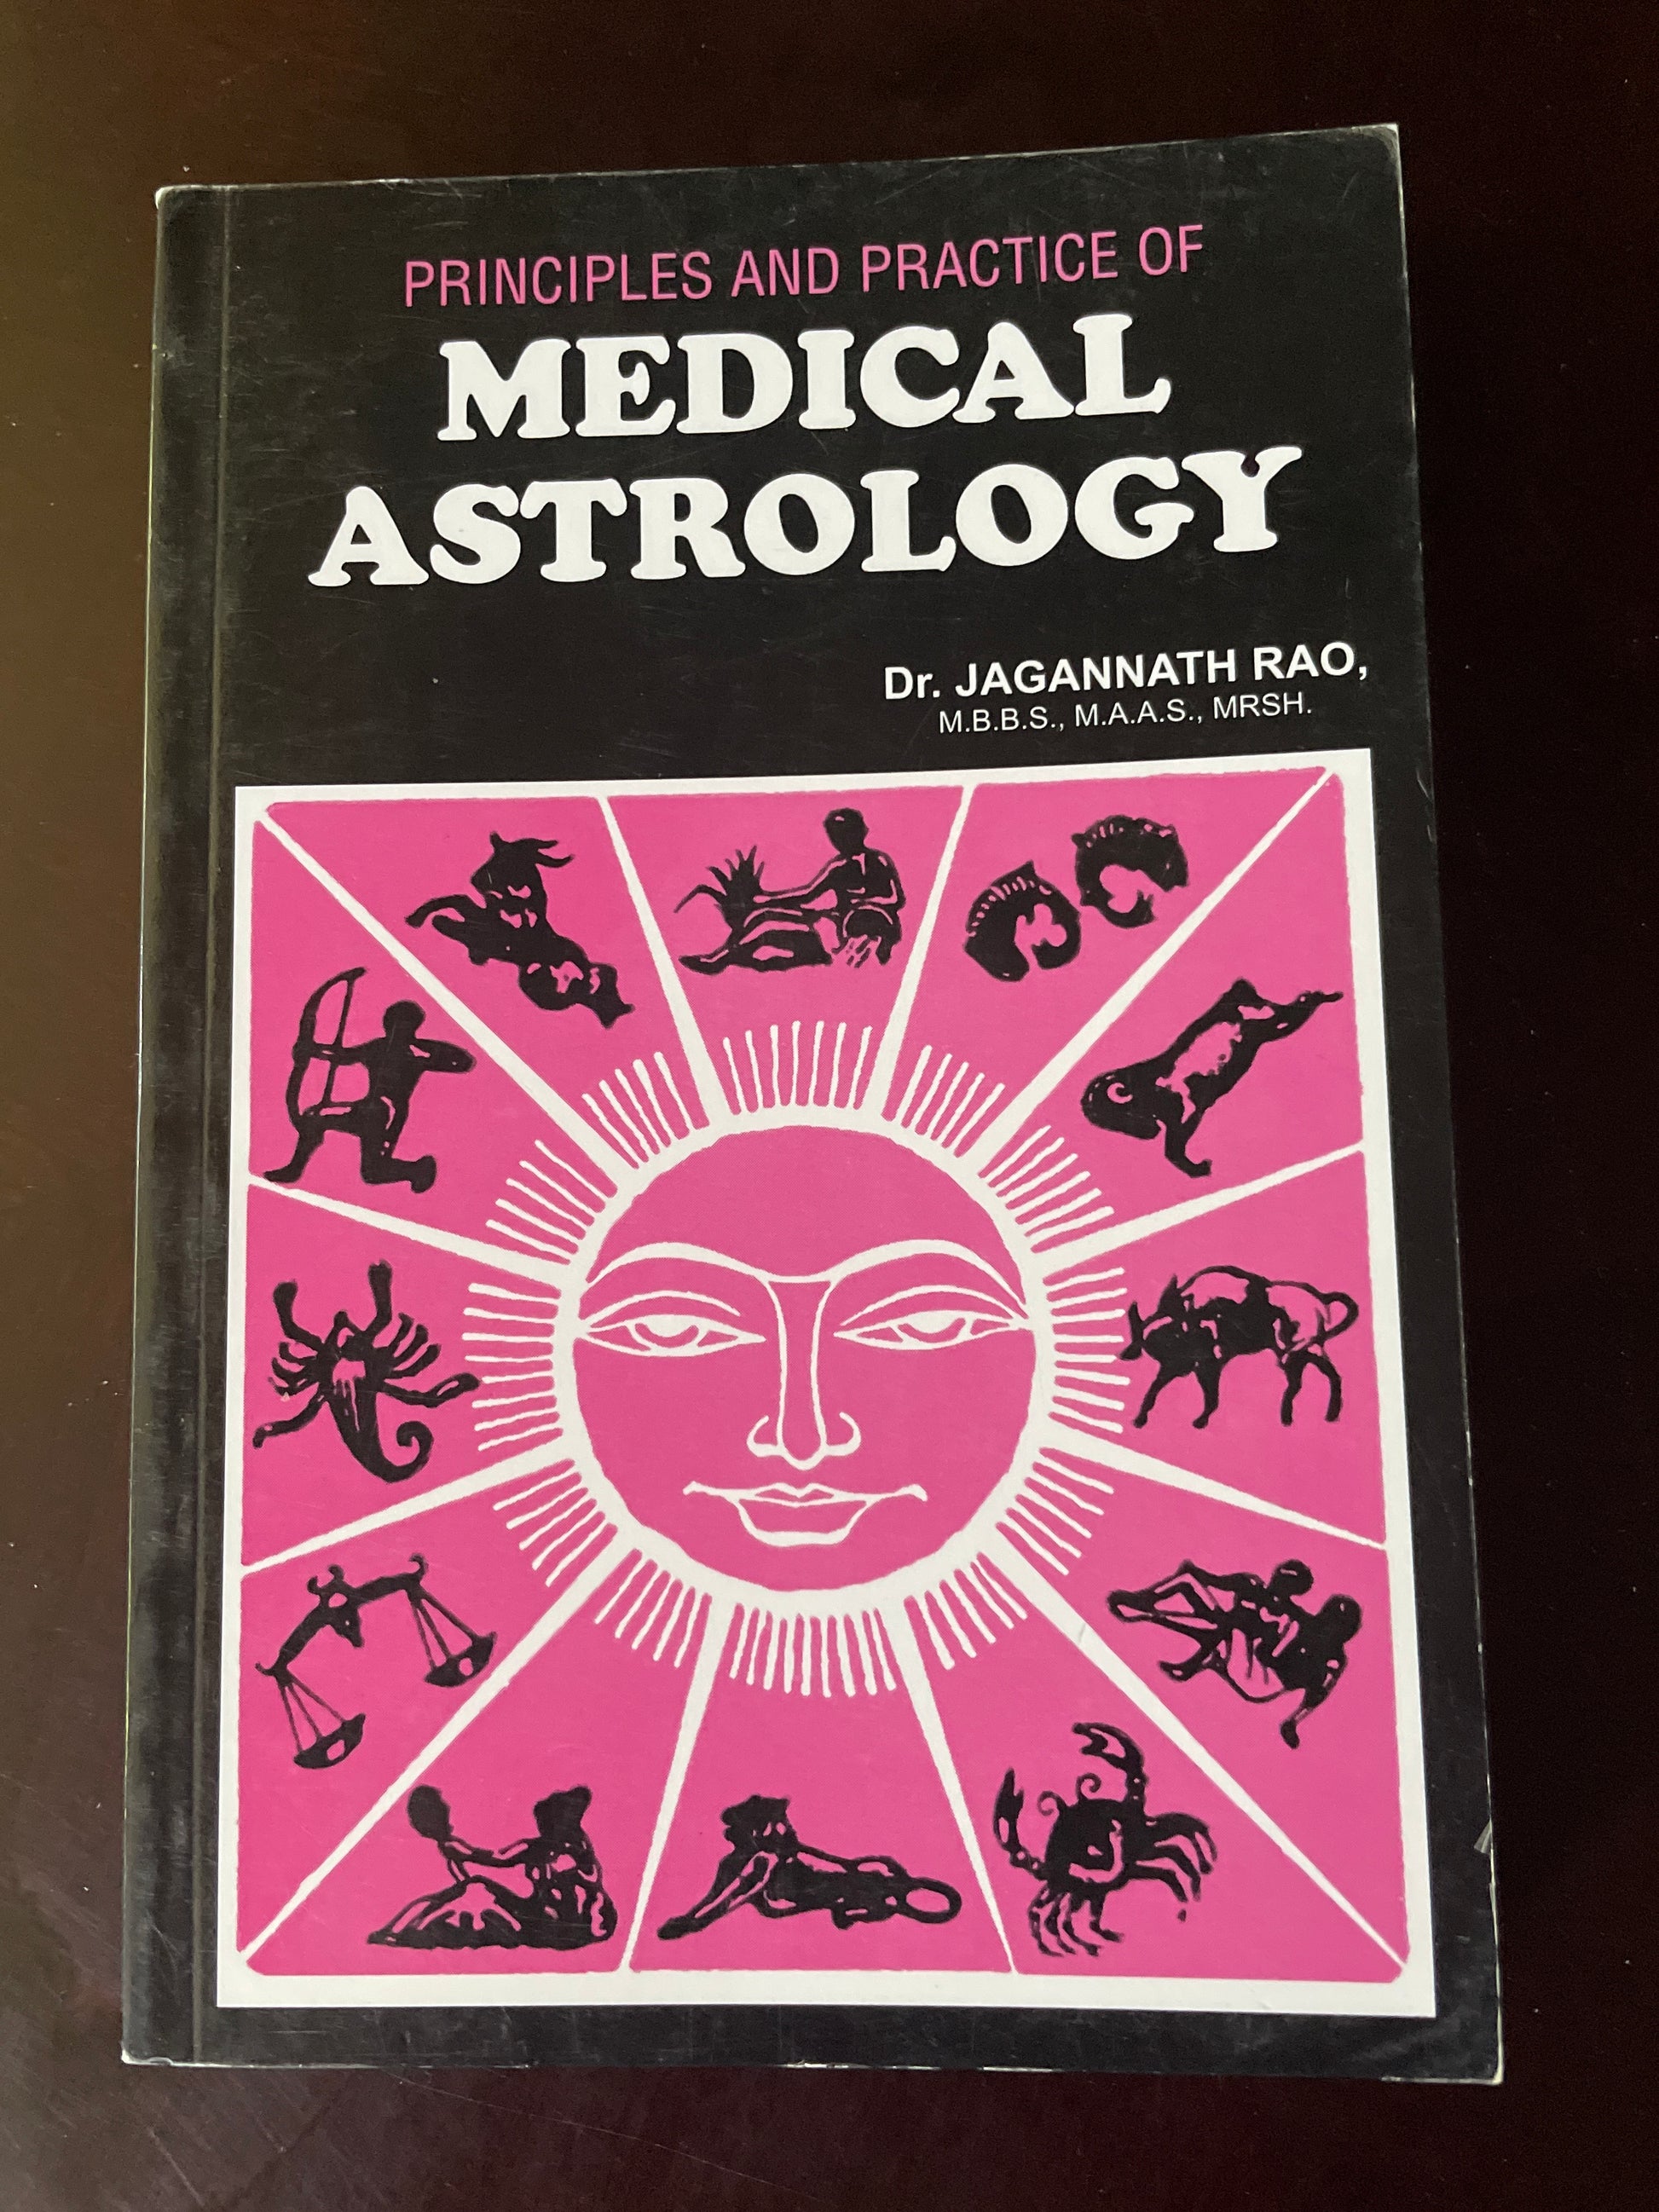 PRINCIPLES AND PRACTICE OF
MEDICAL
ASTROLOGY
Dr. JAGANNATH RAO,
M.B.B.S., M.A.A.S., MRSH.